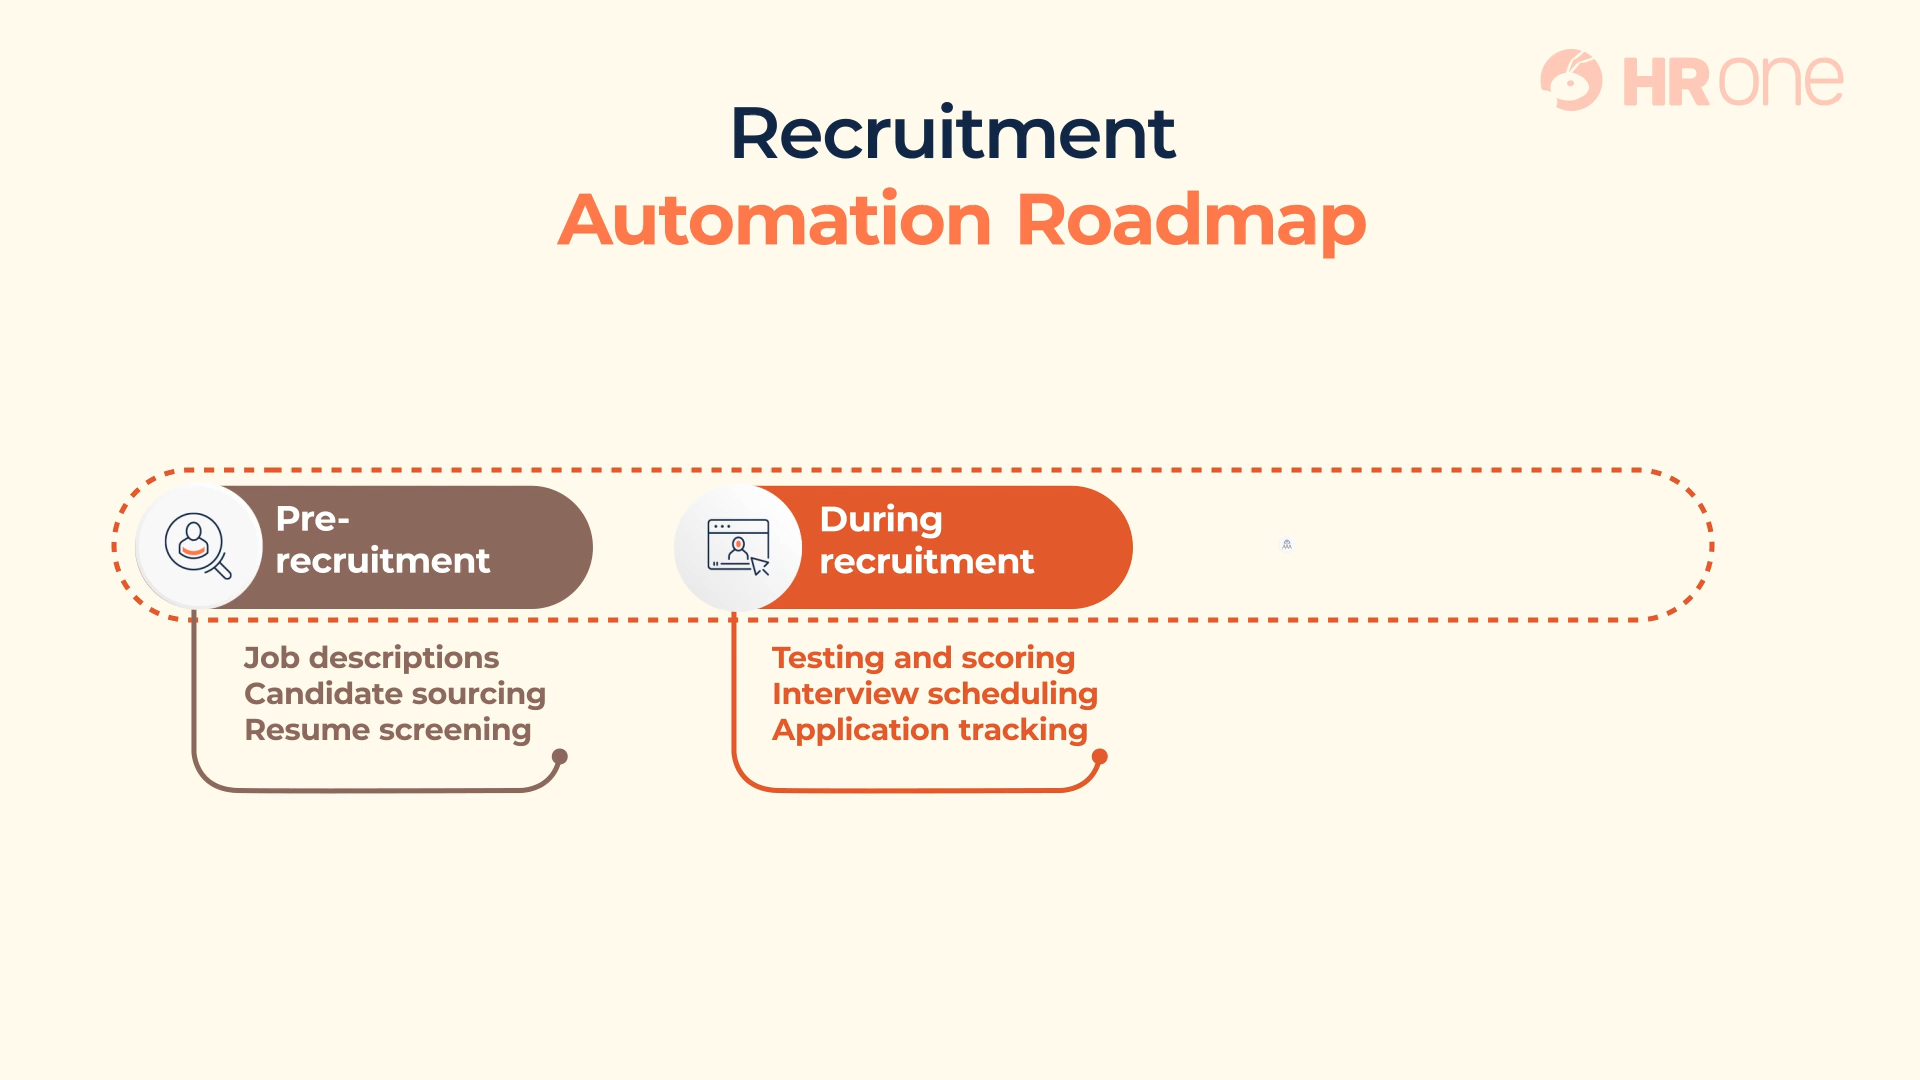 HRone
Recruitment
Automation Roadmap
Pre-
recruitment
During
recruitment
Job descriptions
Candidate sourcing
Resume screening
Testing and scoring
Interview scheduling
Application tracking